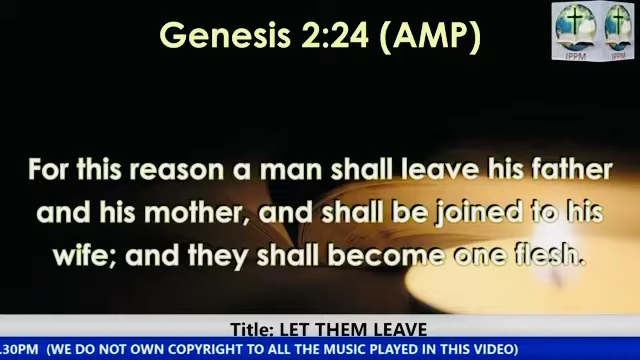 Genesis 2:24 (AMP)
JPPM JPPM
For this reason a man shall leave his father
and his mother, and shall be joined to his
wife; and they shall become one flesh.
Title: LET THEM LEAVE
.30PM (WE DO NOT OWN COPYRIGHT TO ALL THE MUSIC PLAYED IN THIS VIDEO)